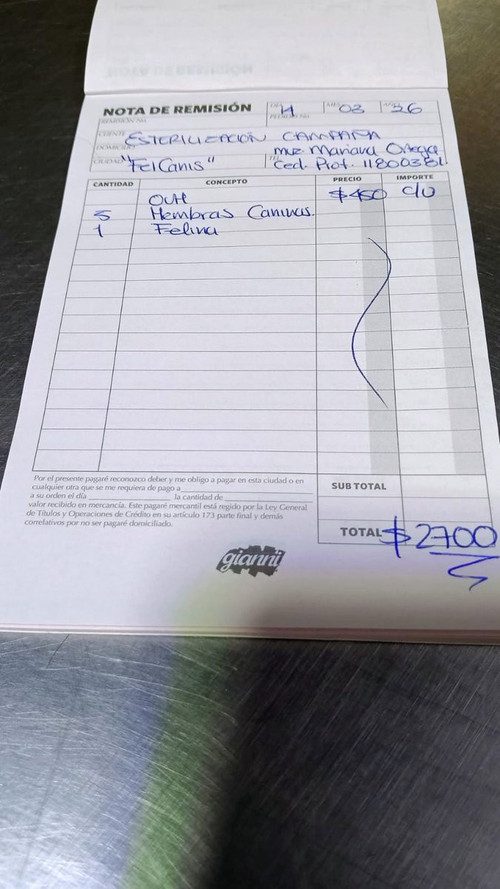 NOTA DE REMISIÓN
DÍA MES 03 AÑO 26
REMISIÓN No. PEDIDO No.
CLIENTE ESTERILIZACIÓN CAMPAÑA
DOMICILIO mvz. Mariana Ortega
CIUDAD "FelCanis" Ced. Prof. 11800381
CANTIDAD CONCEPTO PRECIO IMPORTE
OVH $450 c/u
5 Hembras Caninas.
1 Felina
Por el presente pagaré reconozco deber y me obligo a pagar en esta ciudad o en
cualquier otra que se me requiera de pago a
a su orden el día la cantidad de
valor recibido en mercancía. Este pagaré mercantil está regido por la Ley General
de Títulos y Operaciones de Crédito en su artículo 173 parte final y demás
correlativos por no ser pagaré domiciliado.
SUB TOTAL
TOTAL $2700
gianni